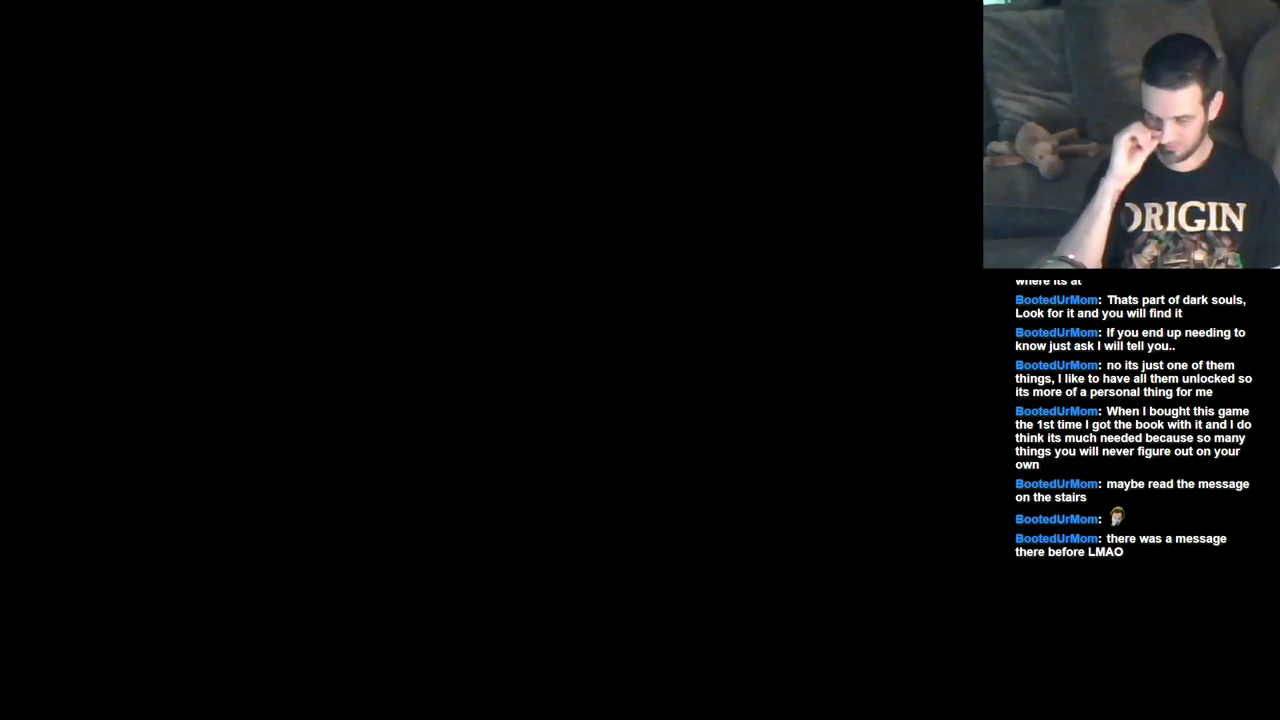 ORIGIN
where its at
BootedUrMom: Thats part of dark souls,
Look for it and you will find it
BootedUrMom: If you end up needing to
know just ask I will tell you..
BootedUrMom: no its just one of them
things, I like to have all them unlocked so
its more of a personal thing for me
BootedUrMom: When I bought this game
the 1st time I got the book with it and I do
think its much needed because so many
things you will never figure out on your
own
BootedUrMom: maybe read the message
on the stairs
BootedUrMom:
BootedUrMom: there was a message
there before LMAO